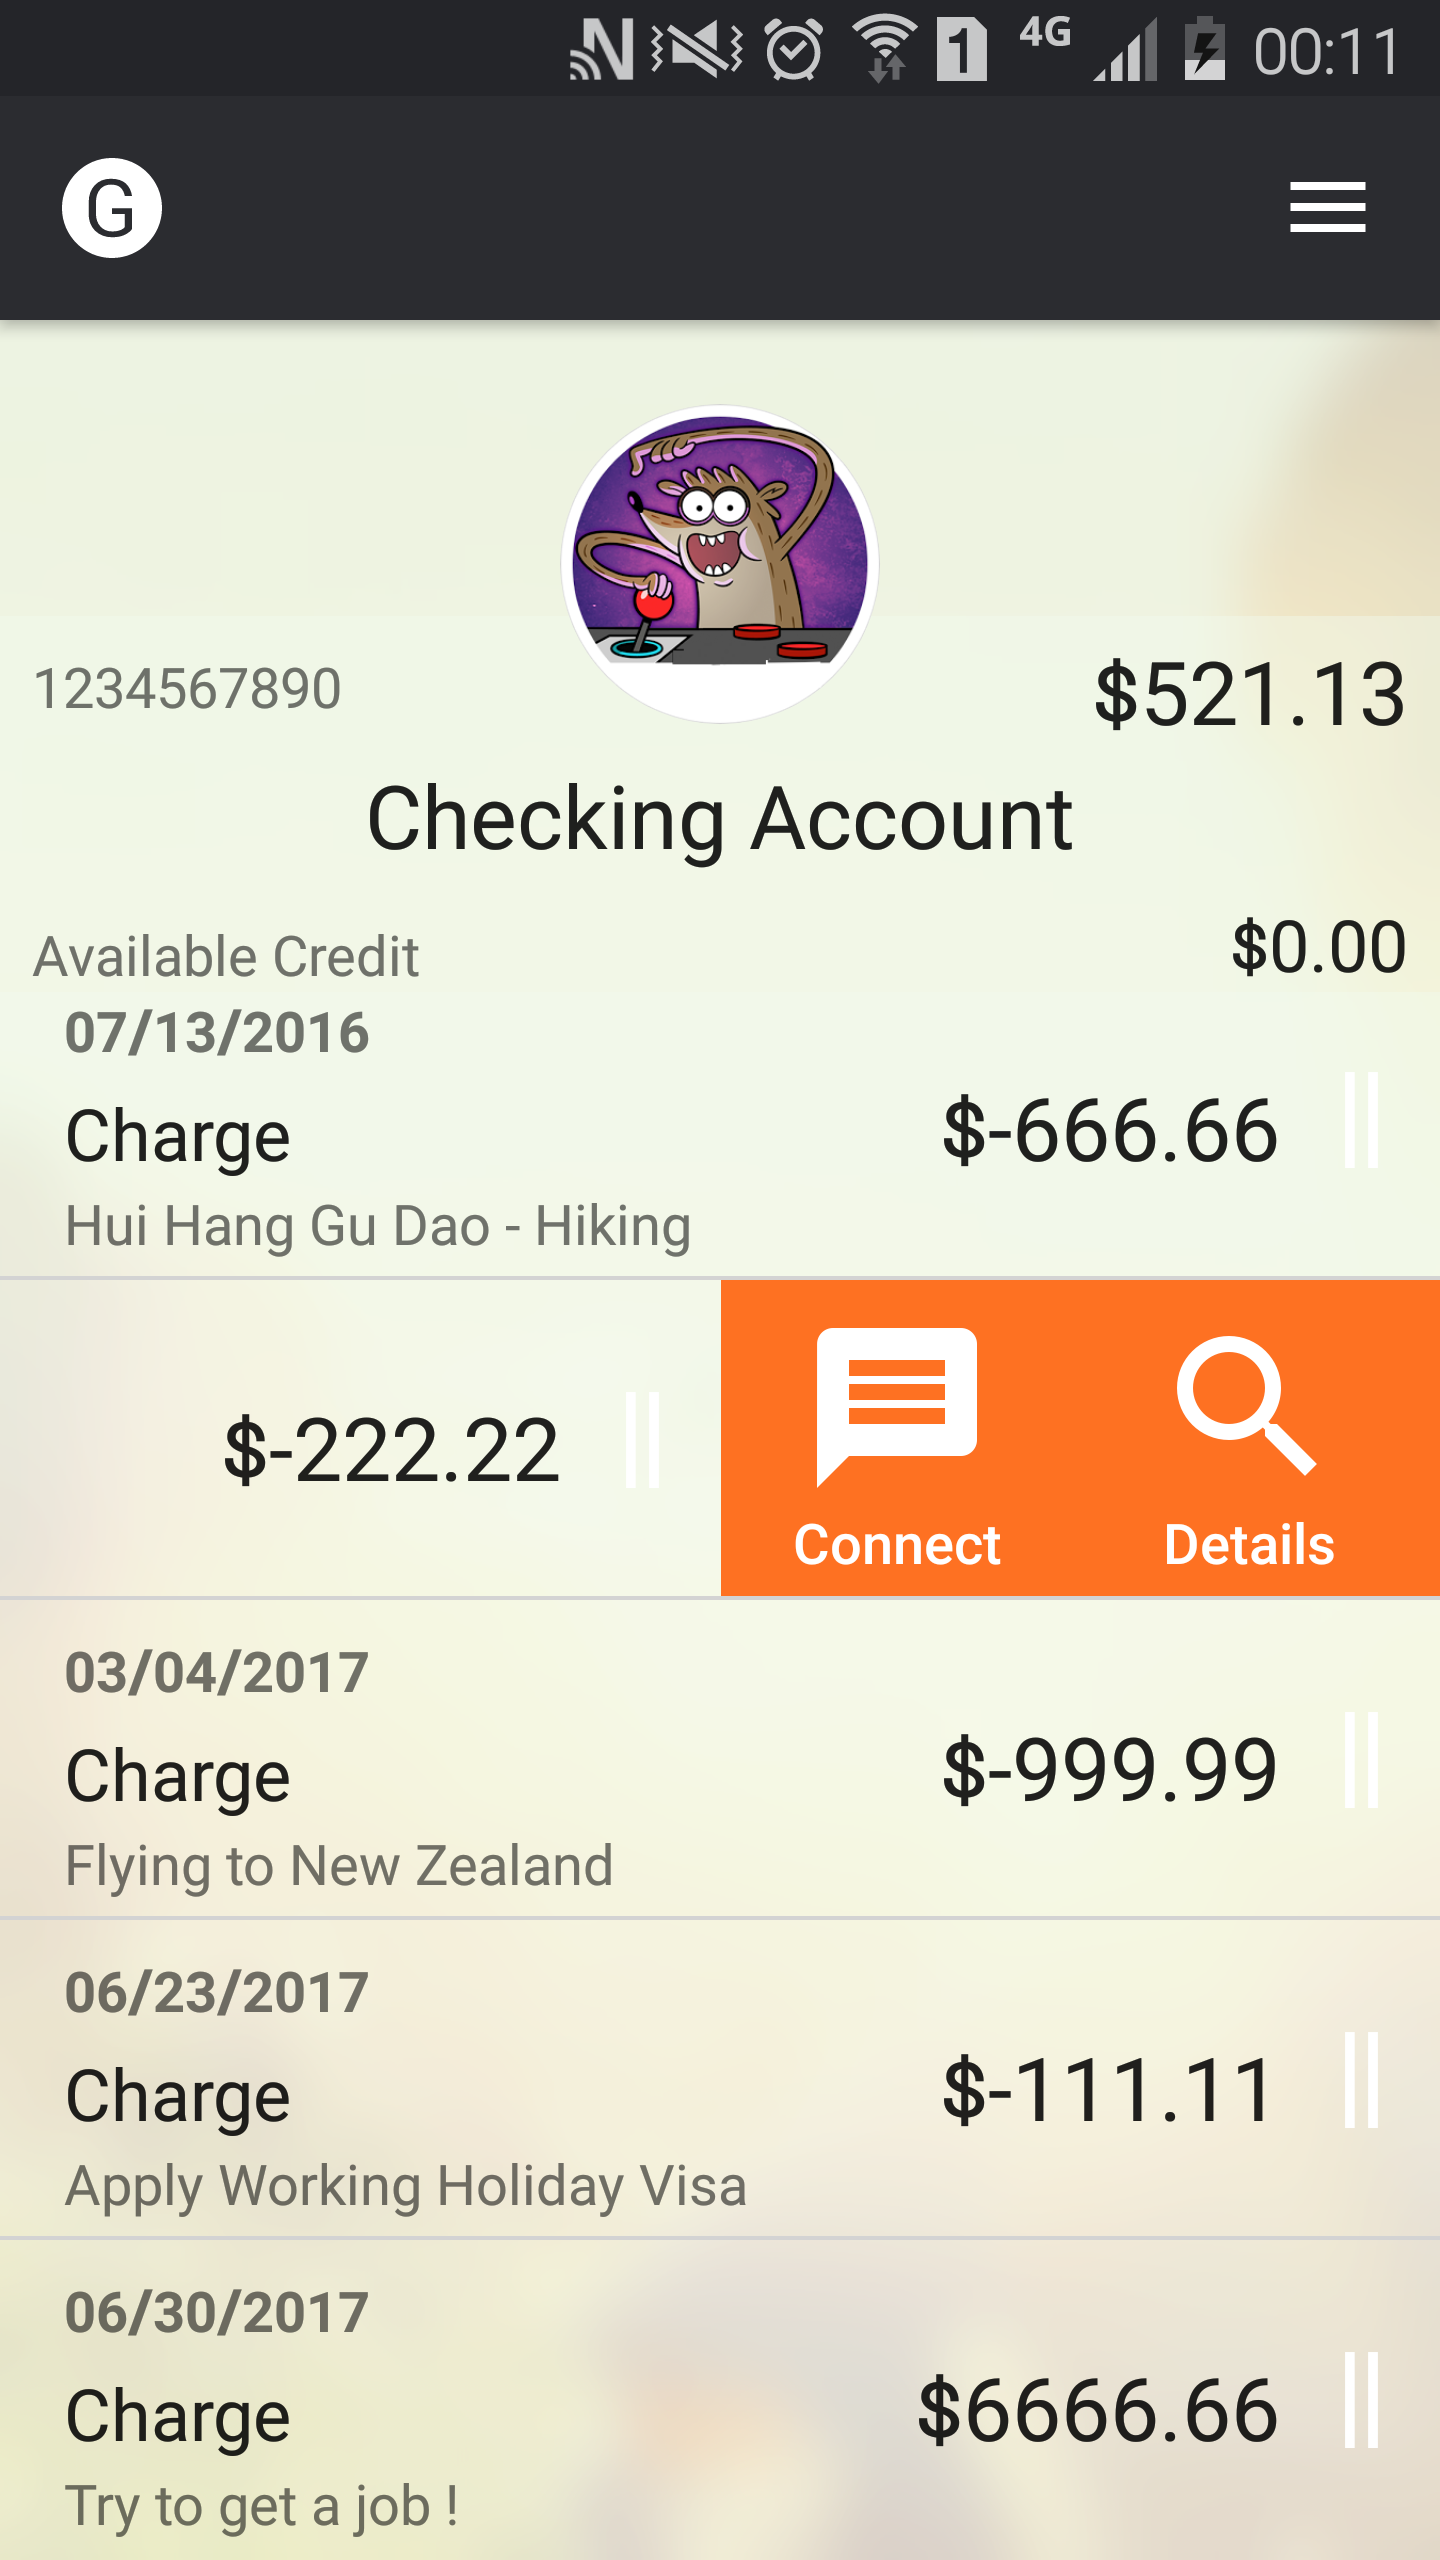 N 1 4G 00:11
G
1234567890 $521.13
Checking Account
Available Credit $0.00
07/13/2016
Charge $-666.66
Hui Hang Gu Dao - Hiking
$-222.22
Connect Details
03/04/2017
Charge $-999.99
Flying to New Zealand
06/23/2017
Charge $-111.11
Apply Working Holiday Visa
06/30/2017
Charge $6666.66
Try to get a job !